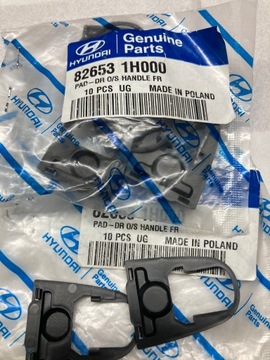 HYUNDAI
Genuine
Parts
82653 1H000
PAD-DR O/S HANDLE FR
10 PCS UG MADE IN POLAND
PAD-DR O/S HANDLE FR
10 PCS UG MADE IN POLAND
HYUNDAI